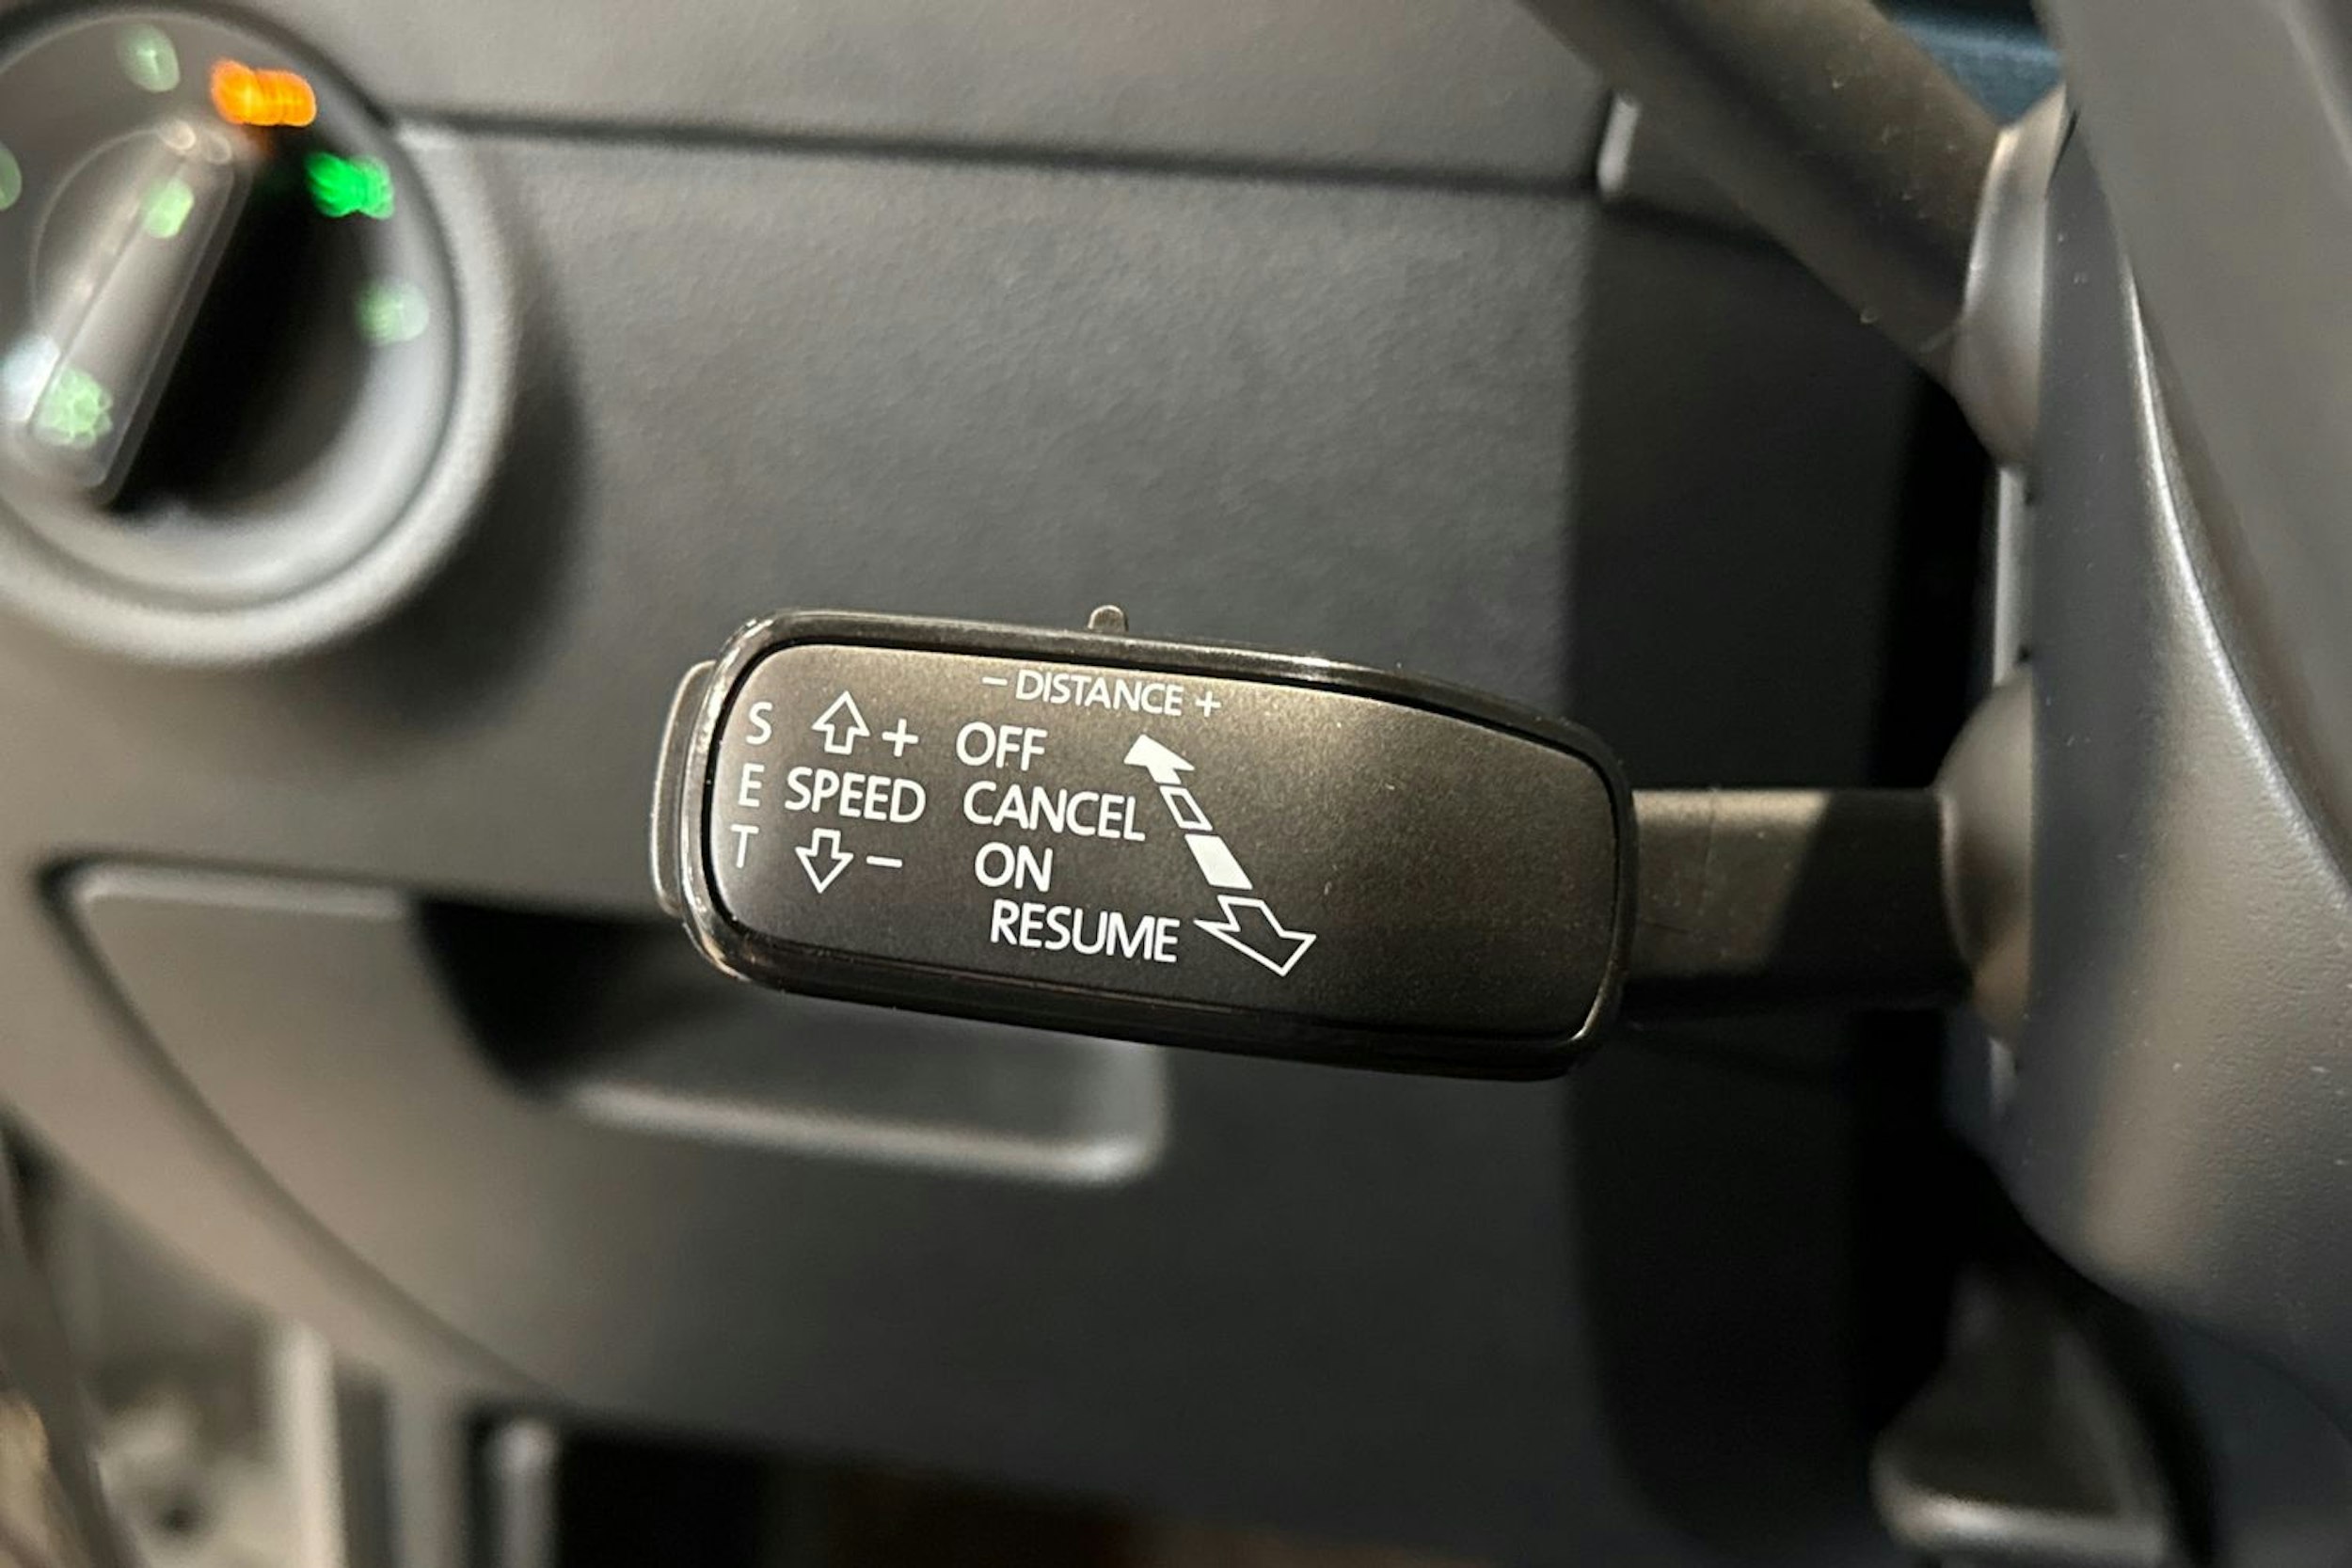 - DISTANCE +
S + OFF
E SPEED CANCEL
T - ON
RESUME